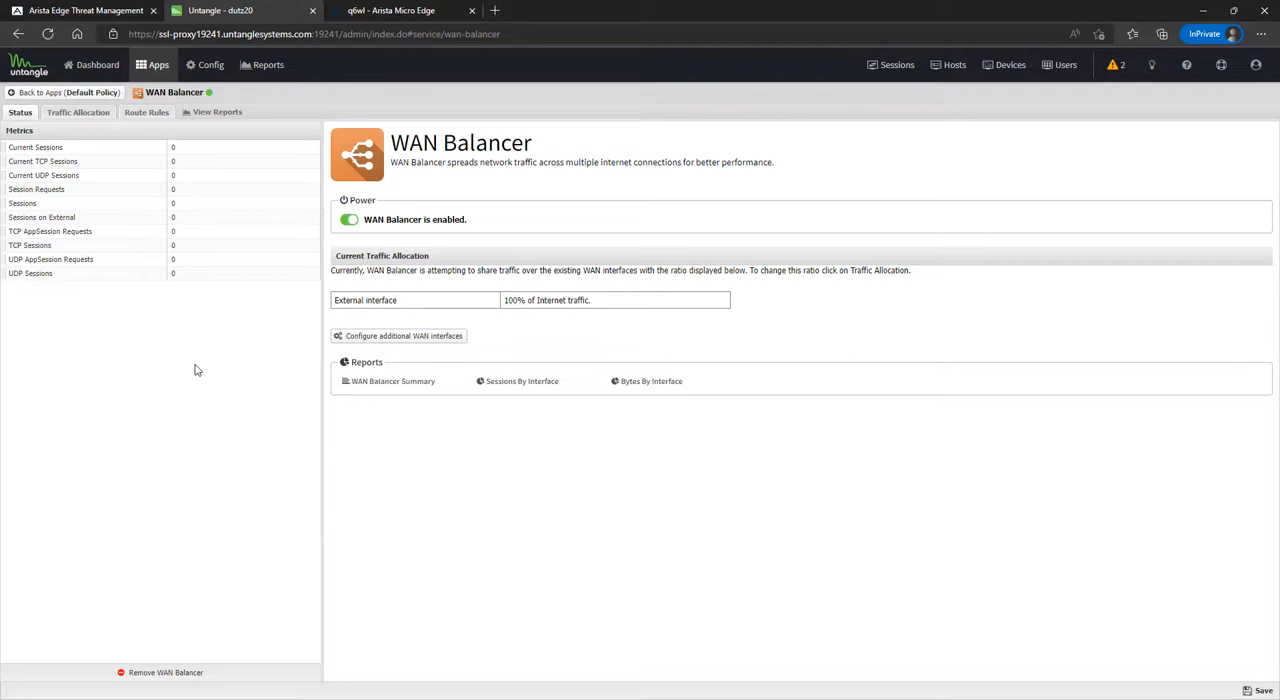 Arista Edge Threat Management
Untangle - dutz20
q6wl - Arista Micro Edge
https://ssl-proxy19241.untanglesystems.com:19241/admin/index.do#service/wan-balancer
InPrivate
untangle
Dashboard
Apps
Config
Reports
Sessions
Hosts
Devices
Users
2
Back to Apps (Default Policy)
WAN Balancer
Status
Traffic Allocation
Route Rules
View Reports
Metrics
Current Sessions 0
Current TCP Sessions 0
Current UDP Sessions 0
Session Requests 0
Sessions 0
Sessions on External 0
TCP AppSession Requests 0
TCP Sessions 0
UDP AppSession Requests 0
UDP Sessions 0
Remove WAN Balancer
WAN Balancer
WAN Balancer spreads network traffic across multiple internet connections for better performance.
Power
WAN Balancer is enabled.
Current Traffic Allocation
Currently, WAN Balancer is attempting to share traffic over the existing WAN interfaces with the ratio displayed below. To change this ratio click on Traffic Allocation.
External interface 100% of Internet traffic.
Configure additional WAN interfaces
Reports
WAN Balancer Summary
Sessions By Interface
Bytes By Interface
Save